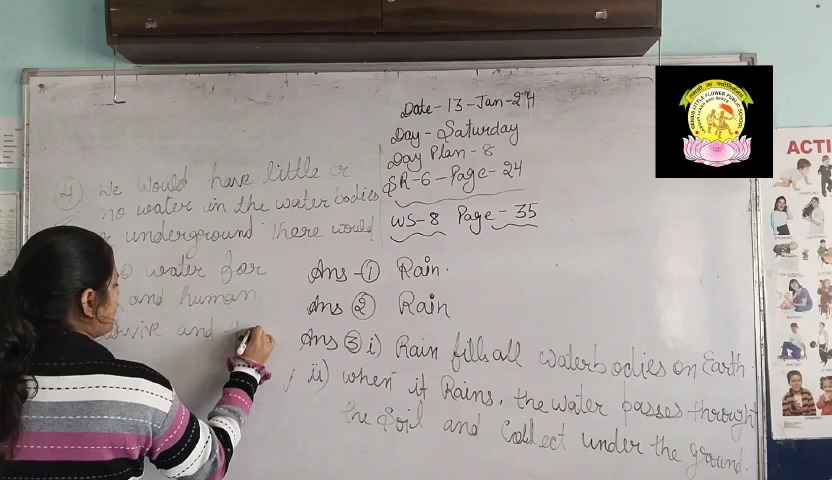 Date - 13 - Jan - 24
Day - Saturday
Day Plan - 8
SR-6 - Page - 24
WS-8 Page - 35
Ans - ① Rain.
Ans ② Rain
Ans ③ i) Rain fills all waterbodies on Earth.
ii) when it Rains, the water passes throught
the Soil and Collect under the ground.
④ We Would have little or
no water in the water bodies
underground There would
water for
and human
and
ACTI